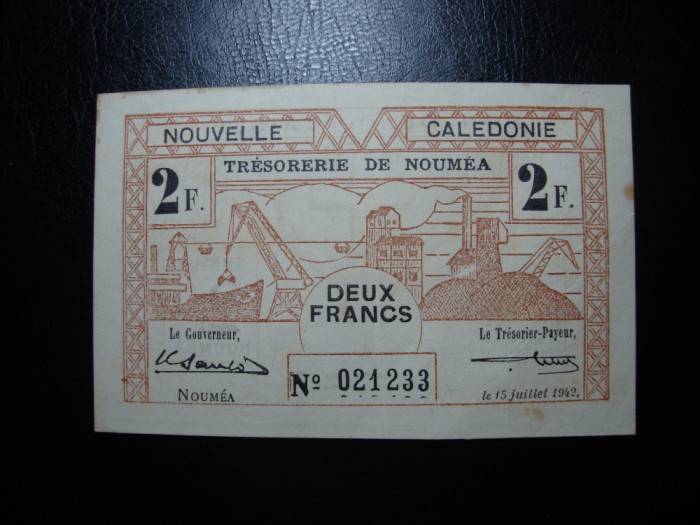 NOUVELLE CALEDONIE
TRÉSORERIE DE NOUMÉA
2F. 2F.
DEUX
FRANCS
Le Gouverneur, Le Trésorier-Payeur,
NOUMÉA
No 021233
le 15 juillet 1942.